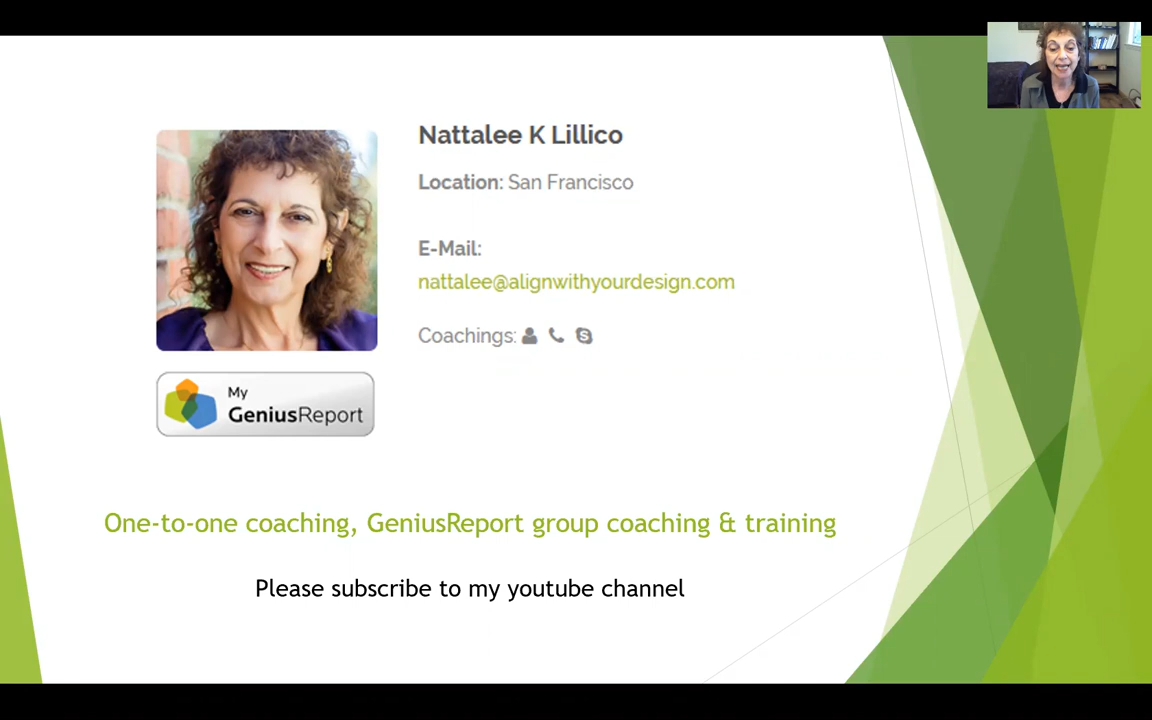 Nattalee K Lillico
Location: San Francisco
E-Mail:
nattalee@alignwithyourdesign.com
Coachings:
My
GeniusReport
One-to-one coaching, GeniusReport group coaching & training
Please subscribe to my youtube channel